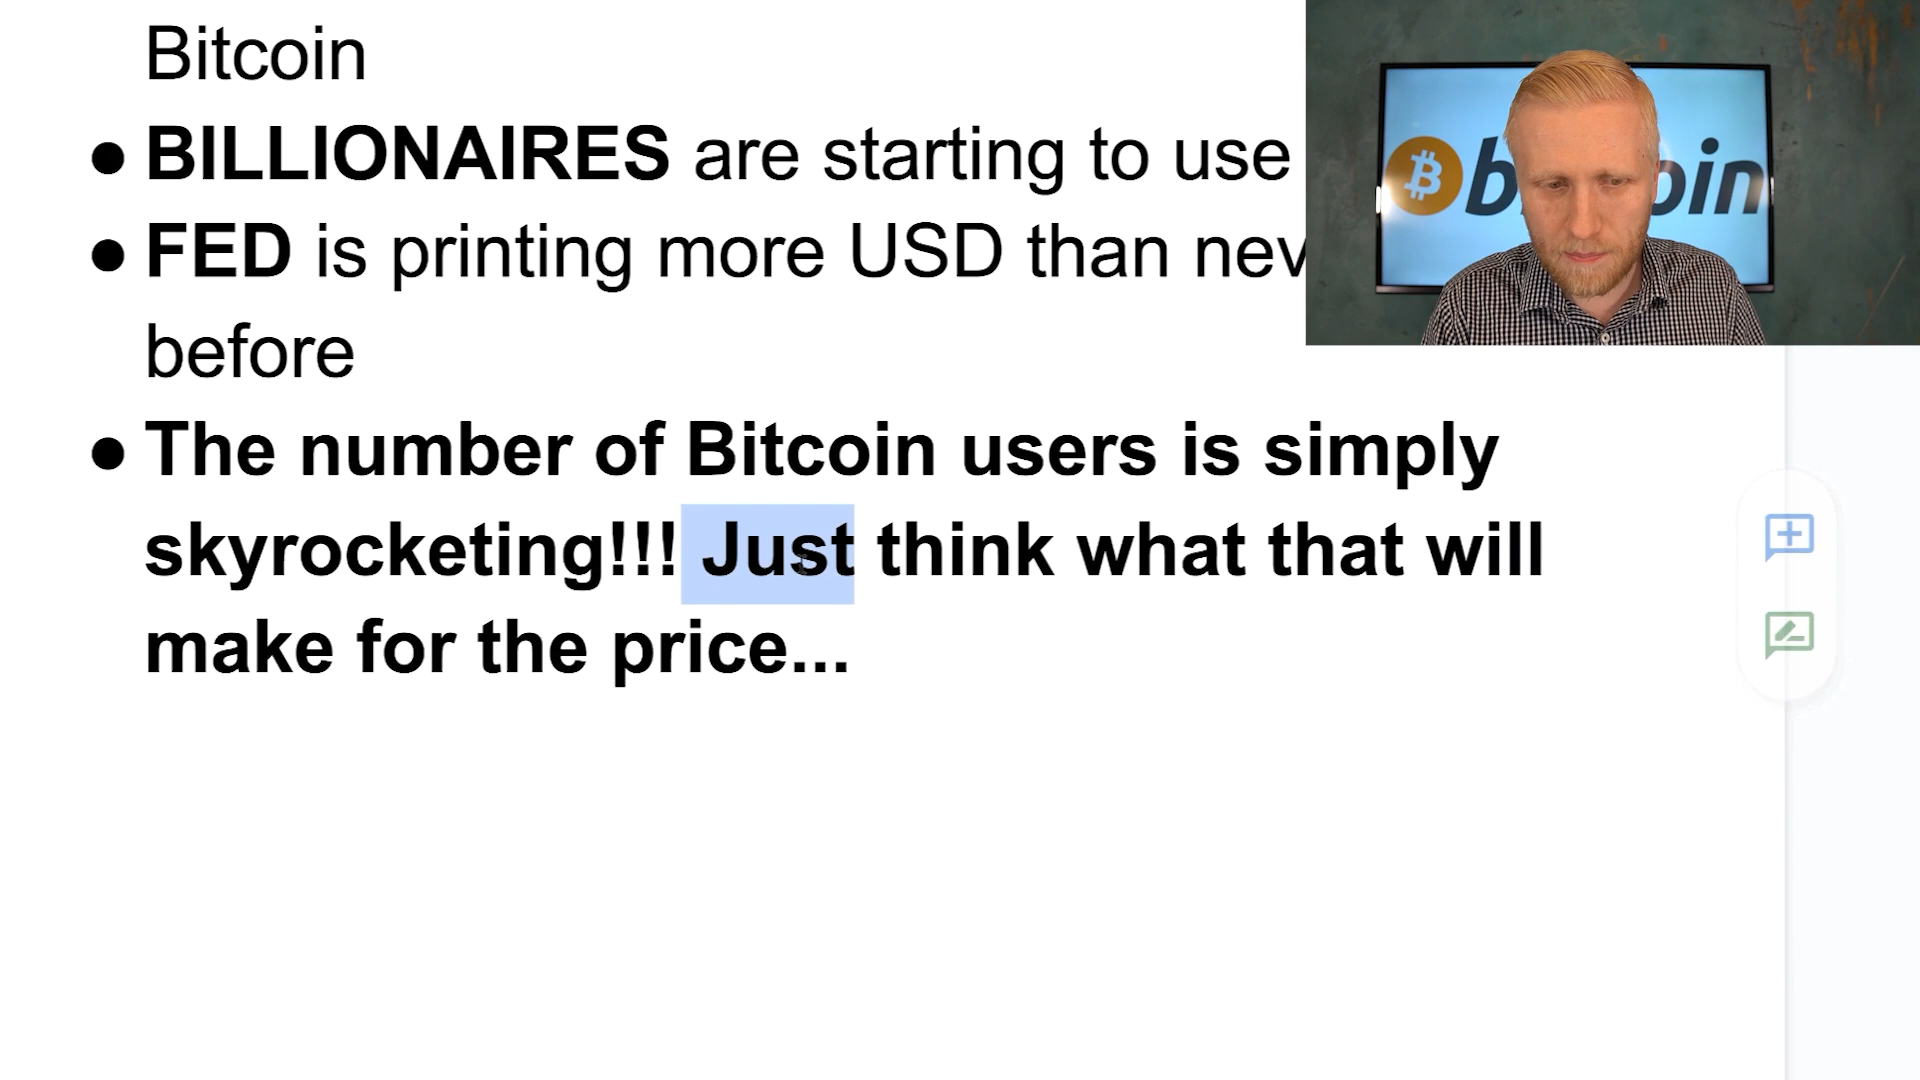 Bitcoin
● BILLIONAIRES are starting to use
● FED is printing more USD than nev
before
● The number of Bitcoin users is simply
skyrocketing!!! Just think what that will
make for the price...
b oin